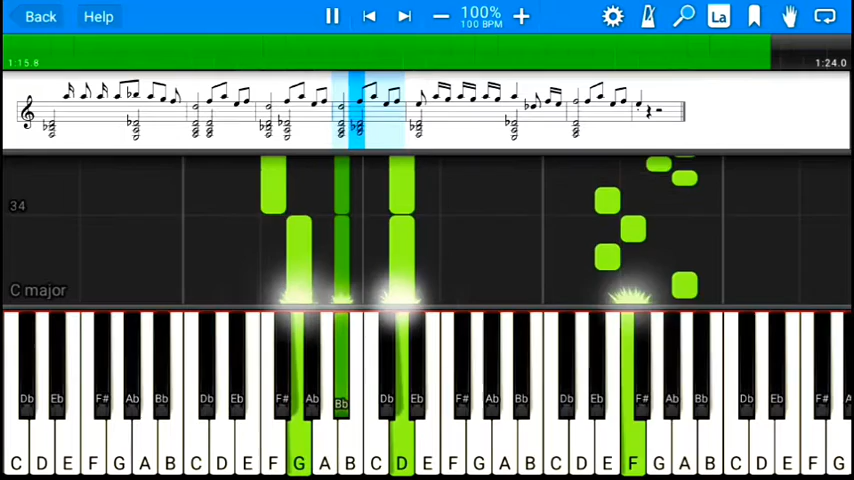 Back Help 100% La
100 BPM
1:15.8 1:24.0
34
C major
Db Eb F# Ab Bb Db Eb F# Ab Bb Db Eb F# Ab Bb Db Eb F# Ab Bb Db Eb F# A
C D E F G A B C D E F G A B C D E F G A B C D E F G A B C D E F G